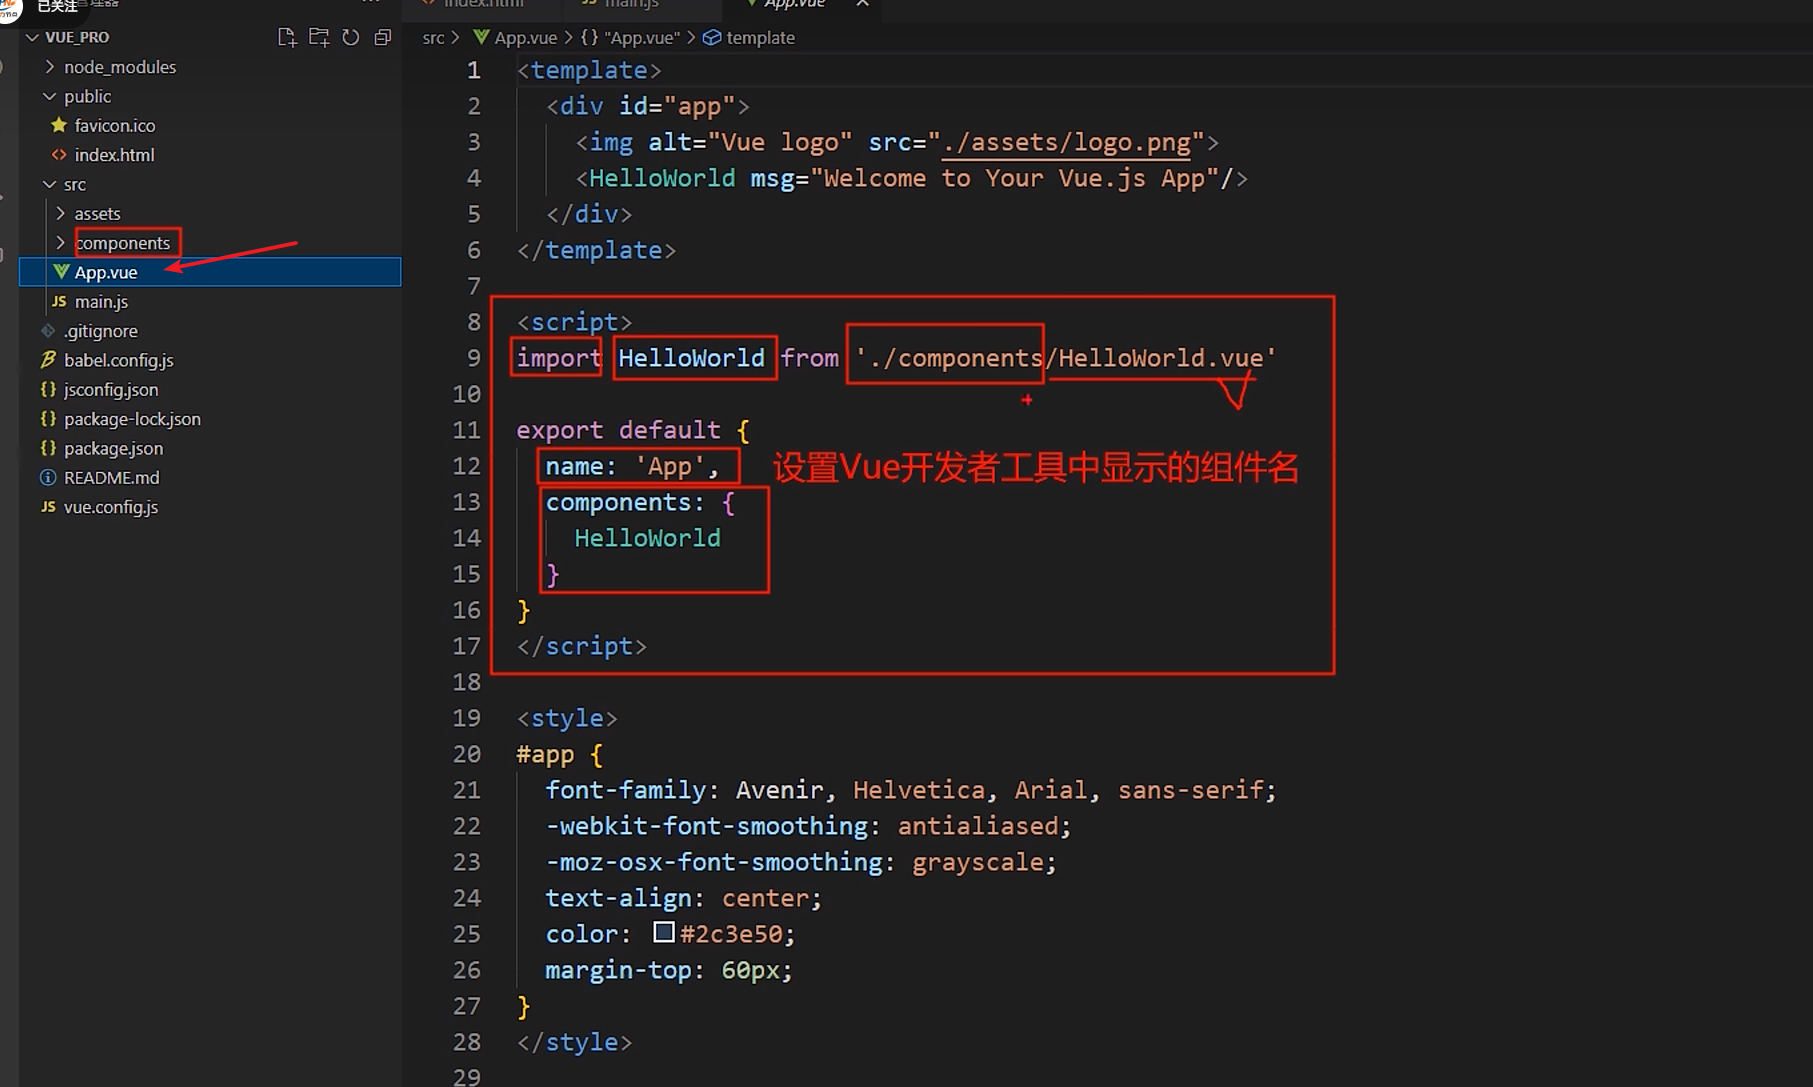 已关注
VUE_PRO
node_modules
public
favicon.ico
index.html
src
assets
components
App.vue
main.js
.gitignore
babel.config.js
jsconfig.json
package-lock.json
package.json
README.md
vue.config.js
index.html
main.js
App.vue
src > App.vue > {} "App.vue" > template
1 <template>
2 <div id="app">
3 <img alt="Vue logo" src="./assets/logo.png">
4 <HelloWorld msg="Welcome to Your Vue.js App"/>
5 </div>
6 </template>
7
8 <script>
9 import HelloWorld from './components/HelloWorld.vue'
10
11 export default {
12 name: 'App', 设置Vue开发者工具中显示的组件名
13 components: {
14 HelloWorld
15 }
16 }
17 </script>
18
19 <style>
20 #app {
21 font-family: Avenir, Helvetica, Arial, sans-serif;
22 -webkit-font-smoothing: antialiased;
23 -moz-osx-font-smoothing: grayscale;
24 text-align: center;
25 color: #2c3e50;
26 margin-top: 60px;
27 }
28 </style>
29